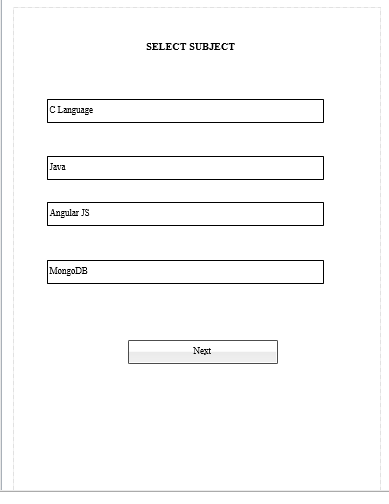 SELECT SUBJECT
C Language
Java
Angular JS
MongoDB
Next